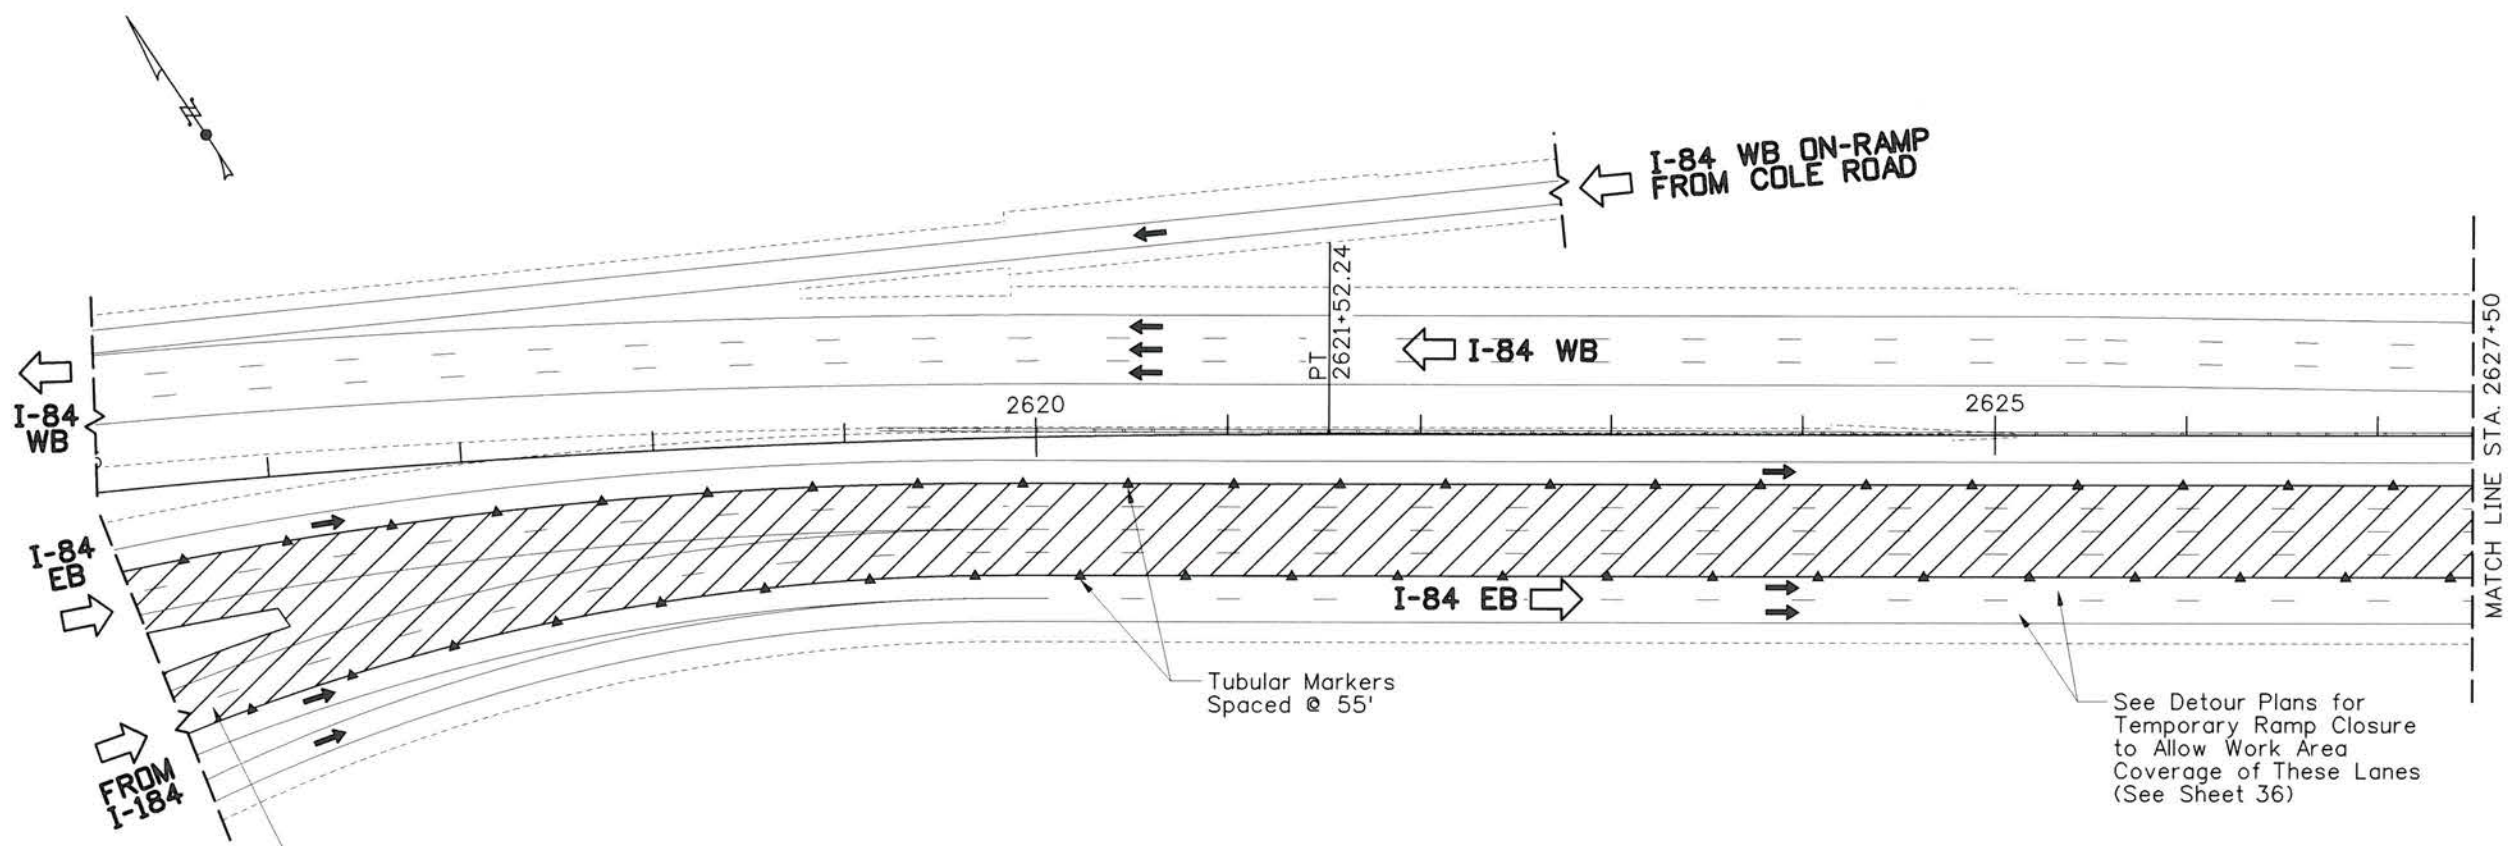 N
I-84 WB ON-RAMP
FROM COLE ROAD
PT
2621+52.24
I-84 WB
I-84
WB
2620
2625
MATCH LINE STA. 2627+50
I-84
EB
I-84 EB
Tubular Markers
Spaced @ 55'
See Detour Plans for
Temporary Ramp Closure
to Allow Work Area
Coverage of These Lanes
(See Sheet 36)
FROM
I-184